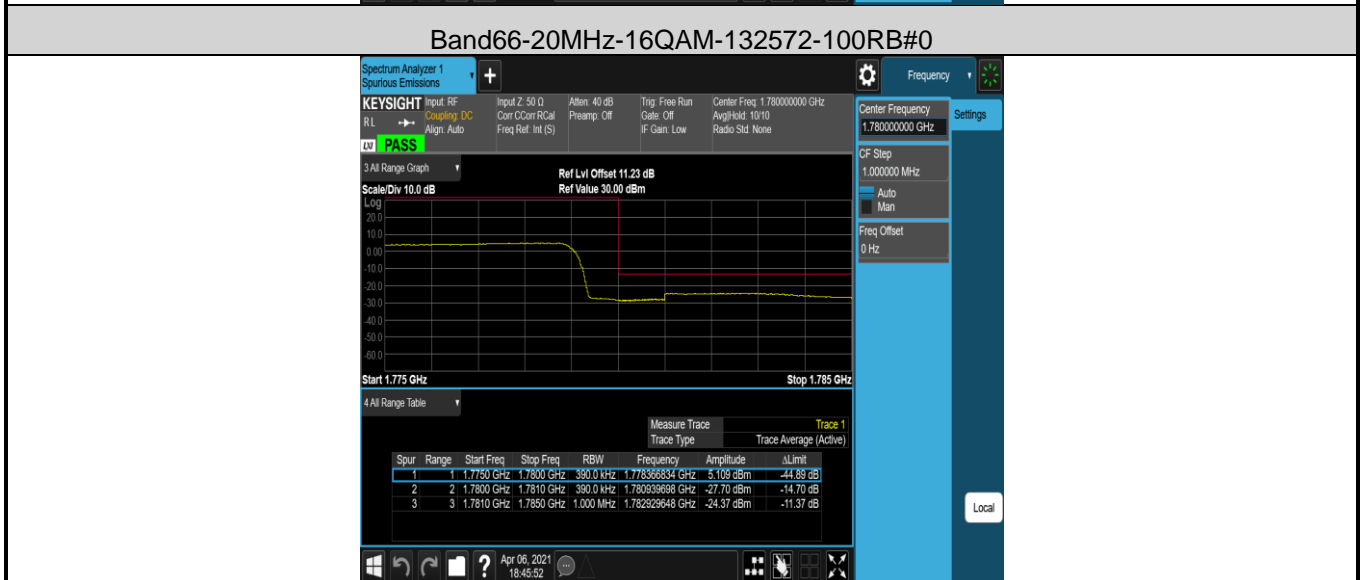 Band66-20MHz-16QAM-132572-100RB#0
Spectrum Analyzer 1
Spurious Emissions
+
Frequency
KEYSIGHT Input: RF Input Z: 50 Ω Atten: 40 dB Trig: Free Run Center Freq: 1.780000000 GHz
RL Coupling: DC Corr CCorr RCal Preamp: Off Gate: Off Avg|Hold: 10/10
Align: Auto Freq Ref: Int (S) IF Gain: Low Radio Std: None
LXI PASS
Center Frequency
1.780000000 GHz
Settings
CF Step
1.000000 MHz
Auto
Man
Freq Offset
0 Hz
3 All Range Graph
Ref Lvl Offset 11.23 dB
Scale/Div 10.0 dB Ref Value 30.00 dBm
Log
20.0
10.0
0.00
-10.0
-20.0
-30.0
-40.0
-50.0
-60.0
Start 1.775 GHz Stop 1.785 GHz
4 All Range Table
Measure Trace Trace 1
Trace Type Trace Average (Active)
Spur Range Start Freq Stop Freq RBW Frequency Amplitude ΔLimit
1 1 1.7750 GHz 1.7800 GHz 390.0 kHz 1.778366834 GHz 5.109 dBm -44.89 dB
2 2 1.7800 GHz 1.7810 GHz 390.0 kHz 1.780939698 GHz -27.70 dBm -14.70 dB
3 3 1.7810 GHz 1.7850 GHz 1.000 MHz 1.782929648 GHz -24.37 dBm -11.37 dB
Local
? Apr 06, 2021
18:45:52